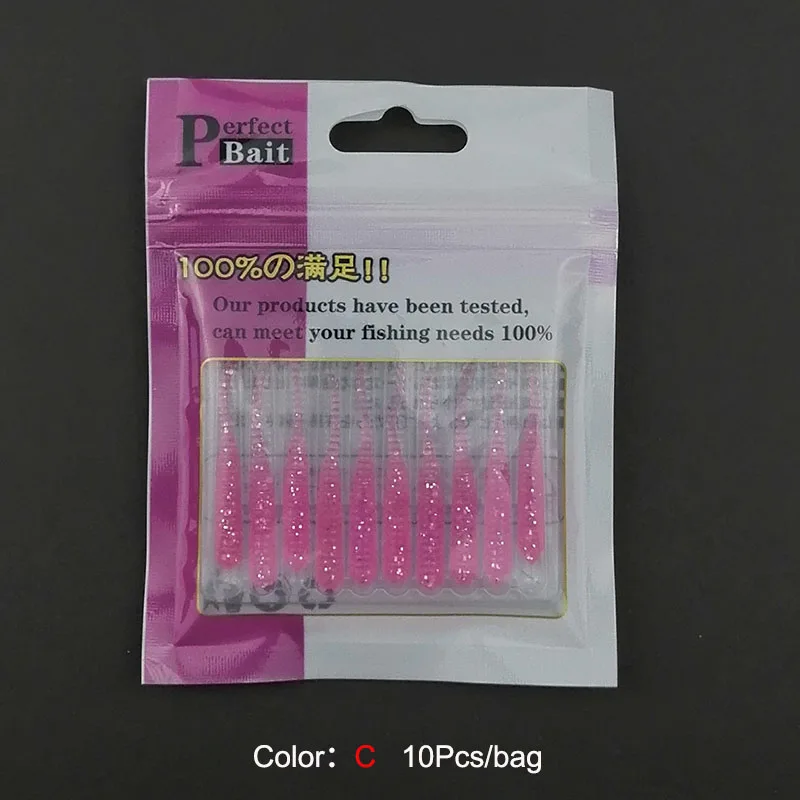 Perfect
Bait
100%の満足!!
Our products have been tested,
can meet your fishing needs 100%
Color: C 10Pcs/bag